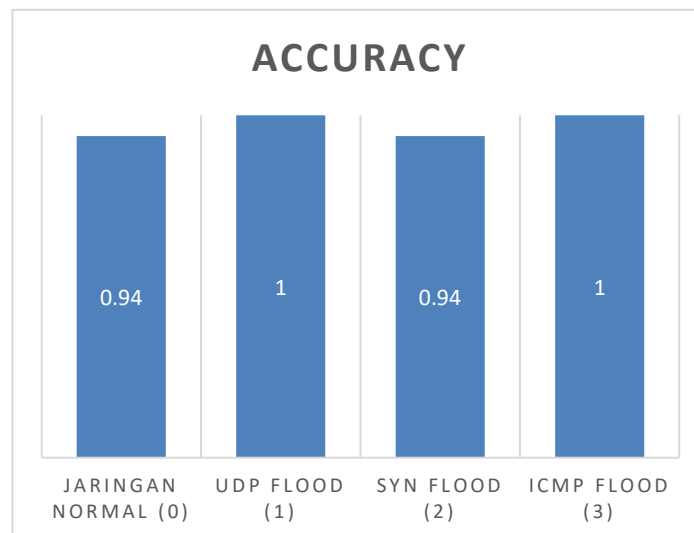 ACCURACY
0.94
1
0.94
1
JARINGAN
NORMAL (0)
UDP FLOOD
(1)
SYN FLOOD
(2)
ICMP FLOOD
(3)